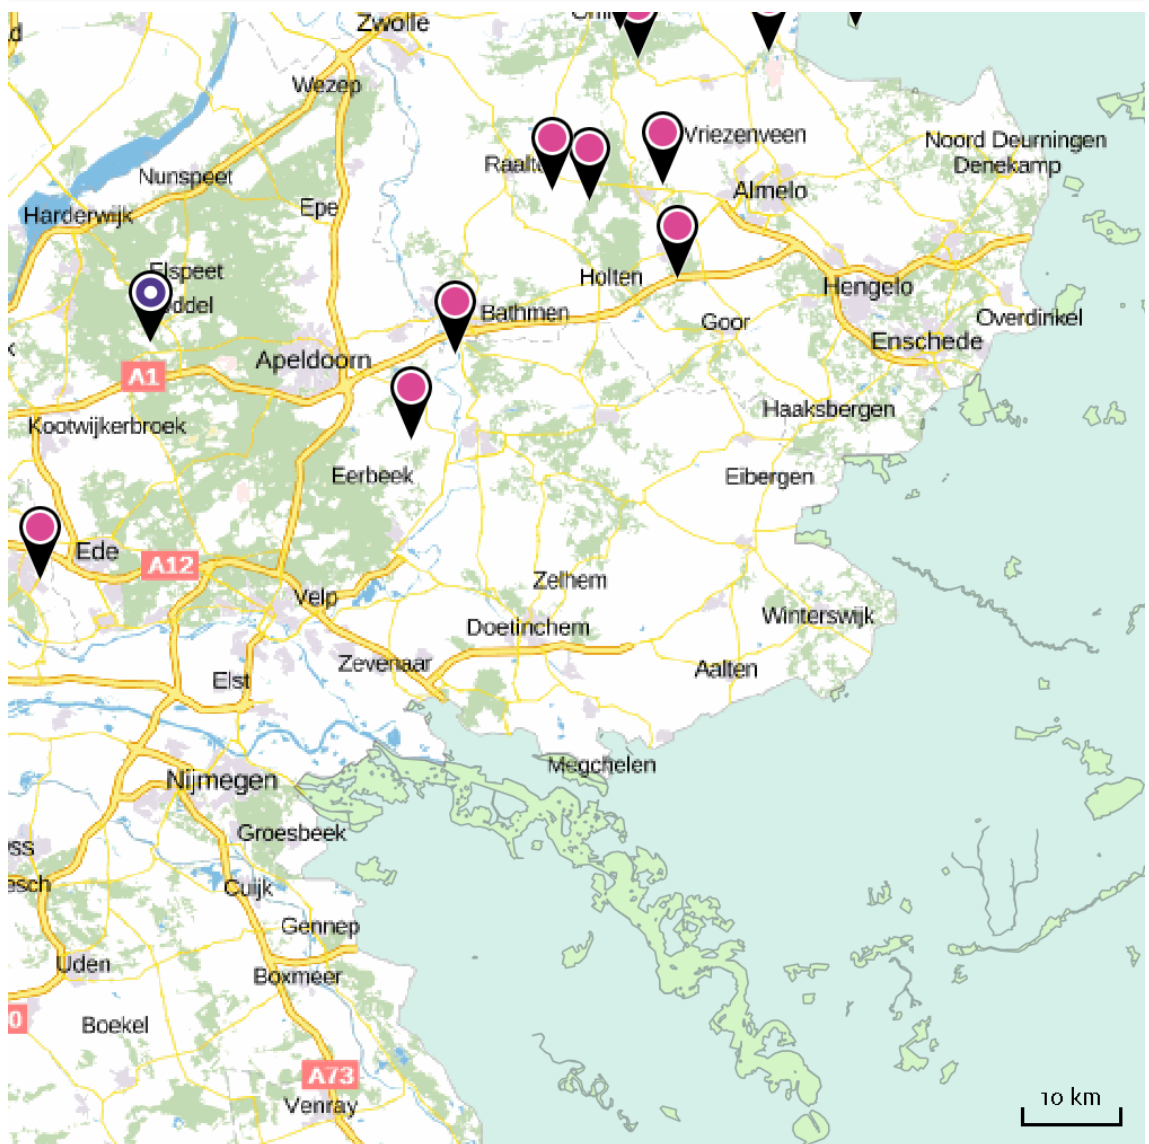 Zwolle
Wezep
Vriezenveen
Noord Deurningen
Denekamp
Nunspeet
Almelo
Epe
Harderwijk
Elspeet
Holten
Hengelo
Bathmen
Goor
Overdinkel
Enschede
Apeldoorn
A1
Haaksbergen
Kootwijkerbroek
Eerbeek
Eibergen
Ede
A12
Zelhem
Velp
Winterswijk
Doetinchem
Zevenaar
Aalten
Elst
Megchelen
Nijmegen
Groesbeek
Cuijk
Gennep
Uden
Boxmeer
Boekel
A73
10 km
Venray